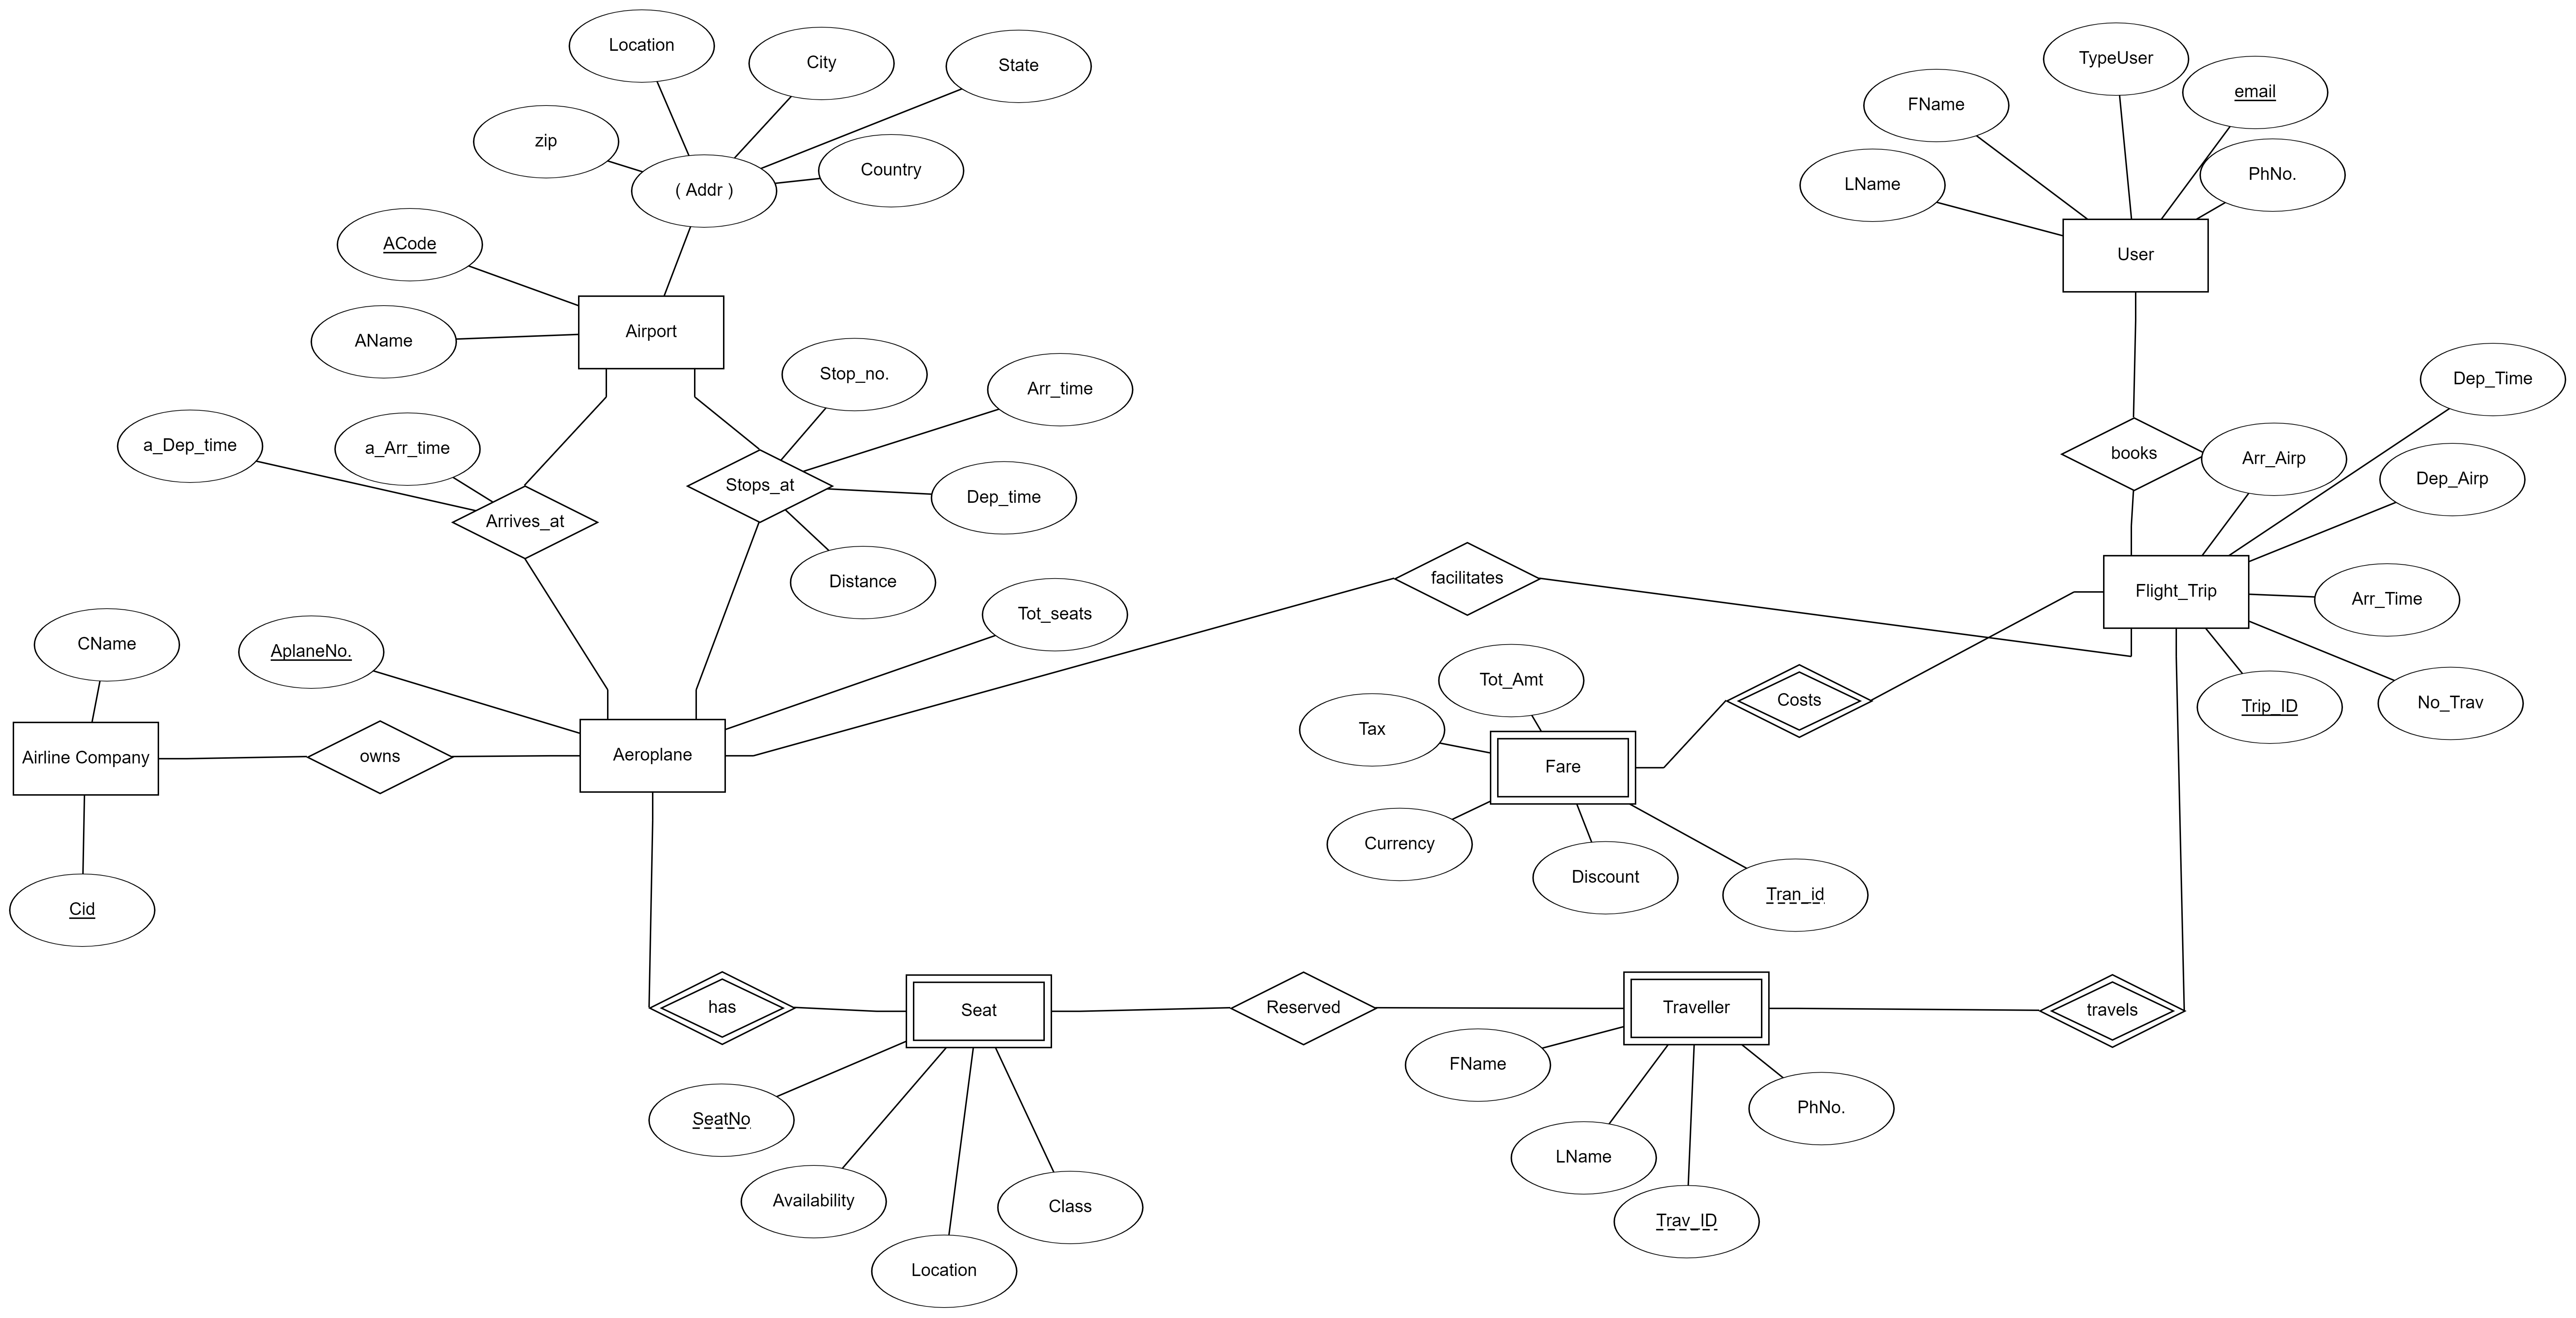 Location
City
State
TypeUser
email
FName
zip
Country
PhNo.
LName
( Addr )
ACode
User
Airport
AName
Stop_no.
Arr_time
Dep_Time
a_Dep_time
a_Arr_time
books
Arr_Airp
Dep_Airp
Stops_at
Dep_time
Arrives_at
facilitates
Distance
Flight_Trip
Arr_Time
Tot_seats
CName
AplaneNo.
Tot_Amt
Costs
Trip_ID
No_Trav
Tax
Airline Company
owns
Aeroplane
Fare
Currency
Discount
Tran_id
Cid
has
Seat
Reserved
Traveller
travels
FName
SeatNo
PhNo.
LName
Availability
Class
Trav_ID
Location